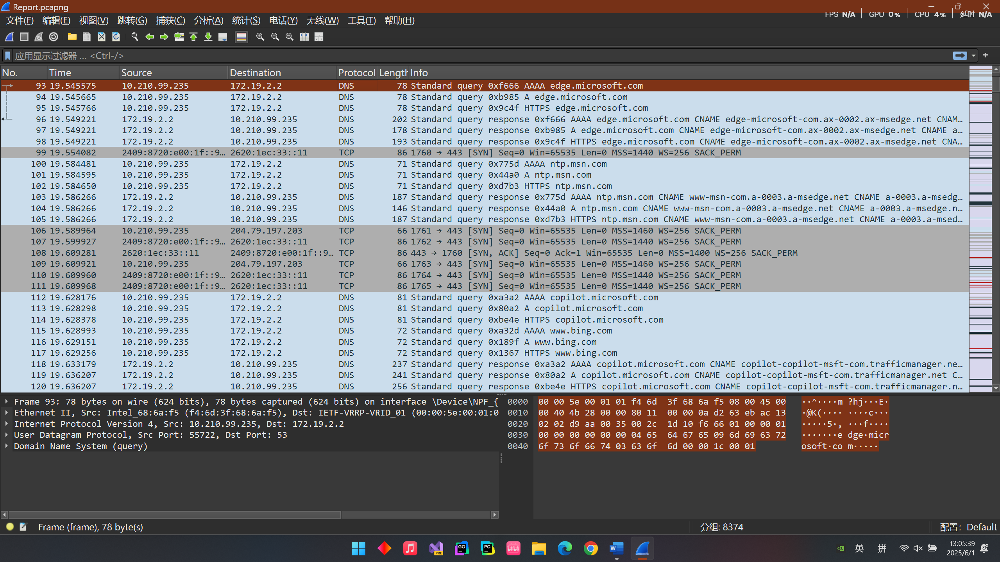 Report.pcapng
FPS N/A GPU 0% CPU 4% 延时 N/A
文件(F) 编辑(E) 视图(V) 跳转(G) 捕获(C) 分析(A) 统计(S) 电话(Y) 无线(W) 工具(T) 帮助(H)
应用显示过滤器 … <Ctrl-/>
No. Time Source Destination Protocol Length Info
93 19.545575 10.210.99.235 172.19.2.2 DNS 78 Standard query 0xf666 AAAA edge.microsoft.com
94 19.545665 10.210.99.235 172.19.2.2 DNS 78 Standard query 0xb985 A edge.microsoft.com
95 19.545766 10.210.99.235 172.19.2.2 DNS 78 Standard query 0x9c4f HTTPS edge.microsoft.com
96 19.549221 172.19.2.2 10.210.99.235 DNS 202 Standard query response 0xf666 AAAA edge.microsoft.com CNAME edge-microsoft-com.ax-0002.ax-msedge.net CNAM…
97 19.549221 172.19.2.2 10.210.99.235 DNS 178 Standard query response 0xb985 A edge.microsoft.com CNAME edge-microsoft-com.ax-0002.ax-msedge.net CNAME a…
98 19.549221 172.19.2.2 10.210.99.235 DNS 193 Standard query response 0x9c4f HTTPS edge.microsoft.com CNAME edge-microsoft-com.ax-0002.ax-msedge.net CNA…
99 19.554082 2409:8720:e00:1f::9… 2620:1ec:33::11 TCP 86 1760 → 443 [SYN] Seq=0 Win=65535 Len=0 MSS=1440 WS=256 SACK_PERM
100 19.584481 10.210.99.235 172.19.2.2 DNS 71 Standard query 0x775d AAAA ntp.msn.com
101 19.584595 10.210.99.235 172.19.2.2 DNS 71 Standard query 0x44a0 A ntp.msn.com
102 19.584650 10.210.99.235 172.19.2.2 DNS 71 Standard query 0xd7b3 HTTPS ntp.msn.com
103 19.586266 172.19.2.2 10.210.99.235 DNS 187 Standard query response 0x775d AAAA ntp.msn.com CNAME www-msn-com.a-0003.a-msedge.net CNAME a-0003.a-msedg…
104 19.586266 172.19.2.2 10.210.99.235 DNS 146 Standard query response 0x44a0 A ntp.msn.com CNAME www-msn-com.a-0003.a-msedge.net CNAME a-0003.a-msedge.n…
105 19.586266 172.19.2.2 10.210.99.235 DNS 187 Standard query response 0xd7b3 HTTPS ntp.msn.com CNAME www-msn-com.a-0003.a-msedge.net CNAME a-0003.a-msed…
106 19.589964 10.210.99.235 204.79.197.203 TCP 66 1761 → 443 [SYN] Seq=0 Win=65535 Len=0 MSS=1460 WS=256 SACK_PERM
107 19.599927 2409:8720:e00:1f::9… 2620:1ec:33::11 TCP 86 1762 → 443 [SYN] Seq=0 Win=65535 Len=0 MSS=1440 WS=256 SACK_PERM
108 19.609281 2620:1ec:33::11 2409:8720:e00:1f::9… TCP 86 443 → 1760 [SYN, ACK] Seq=0 Ack=1 Win=65535 Len=0 MSS=1400 WS=256 SACK_PERM
109 19.609921 10.210.99.235 204.79.197.203 TCP 66 1763 → 443 [SYN] Seq=0 Win=65535 Len=0 MSS=1460 WS=256 SACK_PERM
110 19.609960 2409:8720:e00:1f::9… 2620:1ec:33::11 TCP 86 1764 → 443 [SYN] Seq=0 Win=65535 Len=0 MSS=1440 WS=256 SACK_PERM
111 19.609968 2409:8720:e00:1f::9… 2620:1ec:33::11 TCP 86 1765 → 443 [SYN] Seq=0 Win=65535 Len=0 MSS=1440 WS=256 SACK_PERM
112 19.628176 10.210.99.235 172.19.2.2 DNS 81 Standard query 0xa3a2 AAAA copilot.microsoft.com
113 19.628298 10.210.99.235 172.19.2.2 DNS 81 Standard query 0x80a2 A copilot.microsoft.com
114 19.628378 10.210.99.235 172.19.2.2 DNS 81 Standard query 0xbe4e HTTPS copilot.microsoft.com
115 19.628993 10.210.99.235 172.19.2.2 DNS 72 Standard query 0xa32d AAAA www.bing.com
116 19.629151 10.210.99.235 172.19.2.2 DNS 72 Standard query 0x189f A www.bing.com
117 19.629256 10.210.99.235 172.19.2.2 DNS 72 Standard query 0x1367 HTTPS www.bing.com
118 19.633179 172.19.2.2 10.210.99.235 DNS 237 Standard query response 0xa3a2 AAAA copilot.microsoft.com CNAME copilot-copilot-msft-com.trafficmanager.ne…
119 19.636207 172.19.2.2 10.210.99.235 DNS 241 Standard query response 0x80a2 A copilot.microsoft.com CNAME copilot-copilot-msft-com.trafficmanager.net C…
120 19.636207 172.19.2.2 10.210.99.235 DNS 256 Standard query response 0xbe4e HTTPS copilot.microsoft.com CNAME copilot-copilot-msft-com.trafficmanager.n…
Frame 93: 78 bytes on wire (624 bits), 78 bytes captured (624 bits) on interface \Device\NPF_{
Ethernet II, Src: Intel_68:6a:f5 (f4:6d:3f:68:6a:f5), Dst: IETF-VRRP-VRID_01 (00:00:5e:00:01:0
Internet Protocol Version 4, Src: 10.210.99.235, Dst: 172.19.2.2
User Datagram Protocol, Src Port: 55722, Dst Port: 53
Domain Name System (query)
0000 00 00 5e 00 01 01 f4 6d 3f 68 6a f5 08 00 45 00 ··^····m ?hj···E·
0010 00 40 4b 28 00 00 80 11 00 00 0a d2 63 eb ac 13 ·@K(···· ····c···
0020 02 02 d9 aa 00 35 00 2c 1d 10 f6 66 01 00 00 01 ·····5·, ···f····
0030 00 00 00 00 00 00 04 65 64 67 65 09 6d 69 63 72 ·······e dge·micr
0040 6f 73 6f 66 74 03 63 6f 6d 00 00 1c 00 01 osoft·co m·····
Frame (frame), 78 byte(s)
分组: 8374
配置: Default
PRE GO PC bilibili W
英 拼
13:05:39
2025/6/1